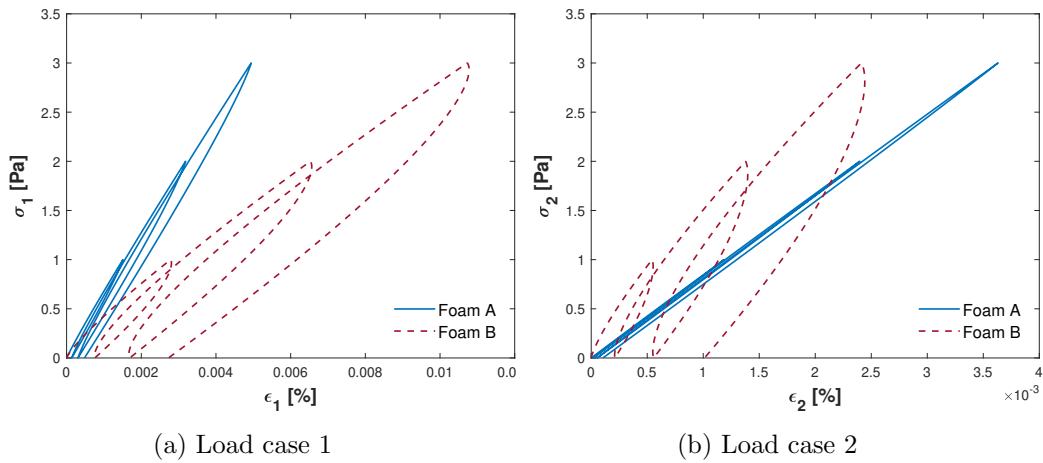 3.5
3
2.5
2
1.5
1
0.5
0
σ₁ [Pa]
0 0.002 0.004 0.006 0.008 0.01 0.0
ϵ₁ [%]
Foam A
Foam B
(a) Load case 1
3.5
3
2.5
2
1.5
1
0.5
0
σ₂ [Pa]
0 0.5 1 1.5 2 2.5 3 3.5 4
×10⁻³
ϵ₂ [%]
Foam A
Foam B
(b) Load case 2